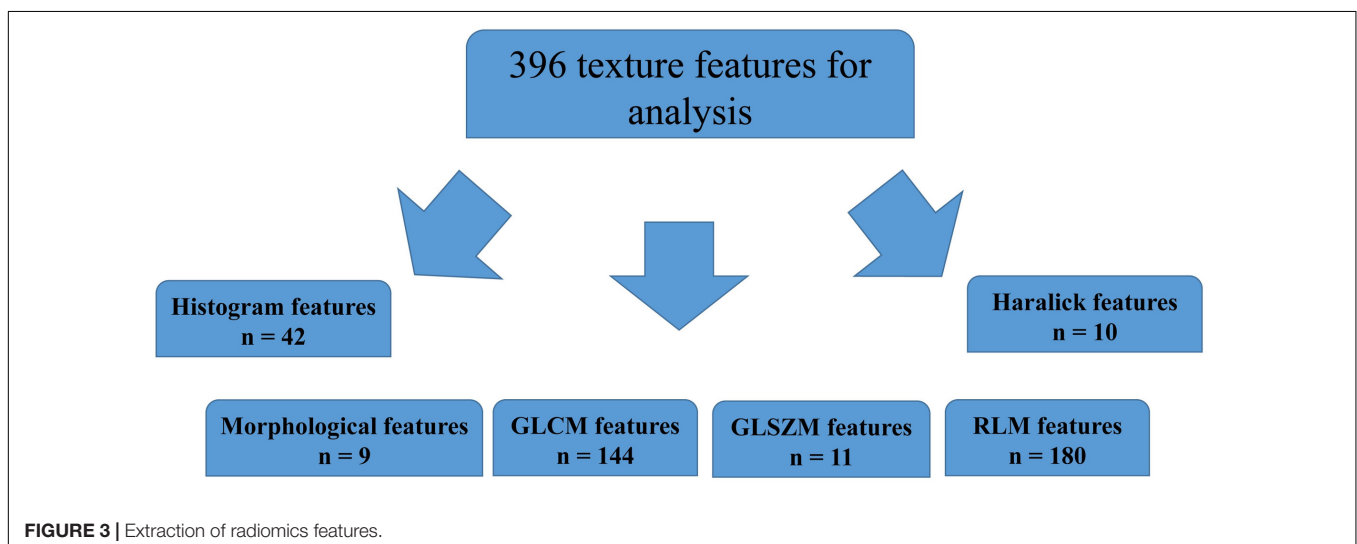 396 texture features for
analysis
Histogram features
n = 42
Haralick features
n = 10
Morphological features
n = 9
GLCM features
n = 144
GLSZM features
n = 11
RLM features
n = 180
FIGURE 3 | Extraction of radiomics features.